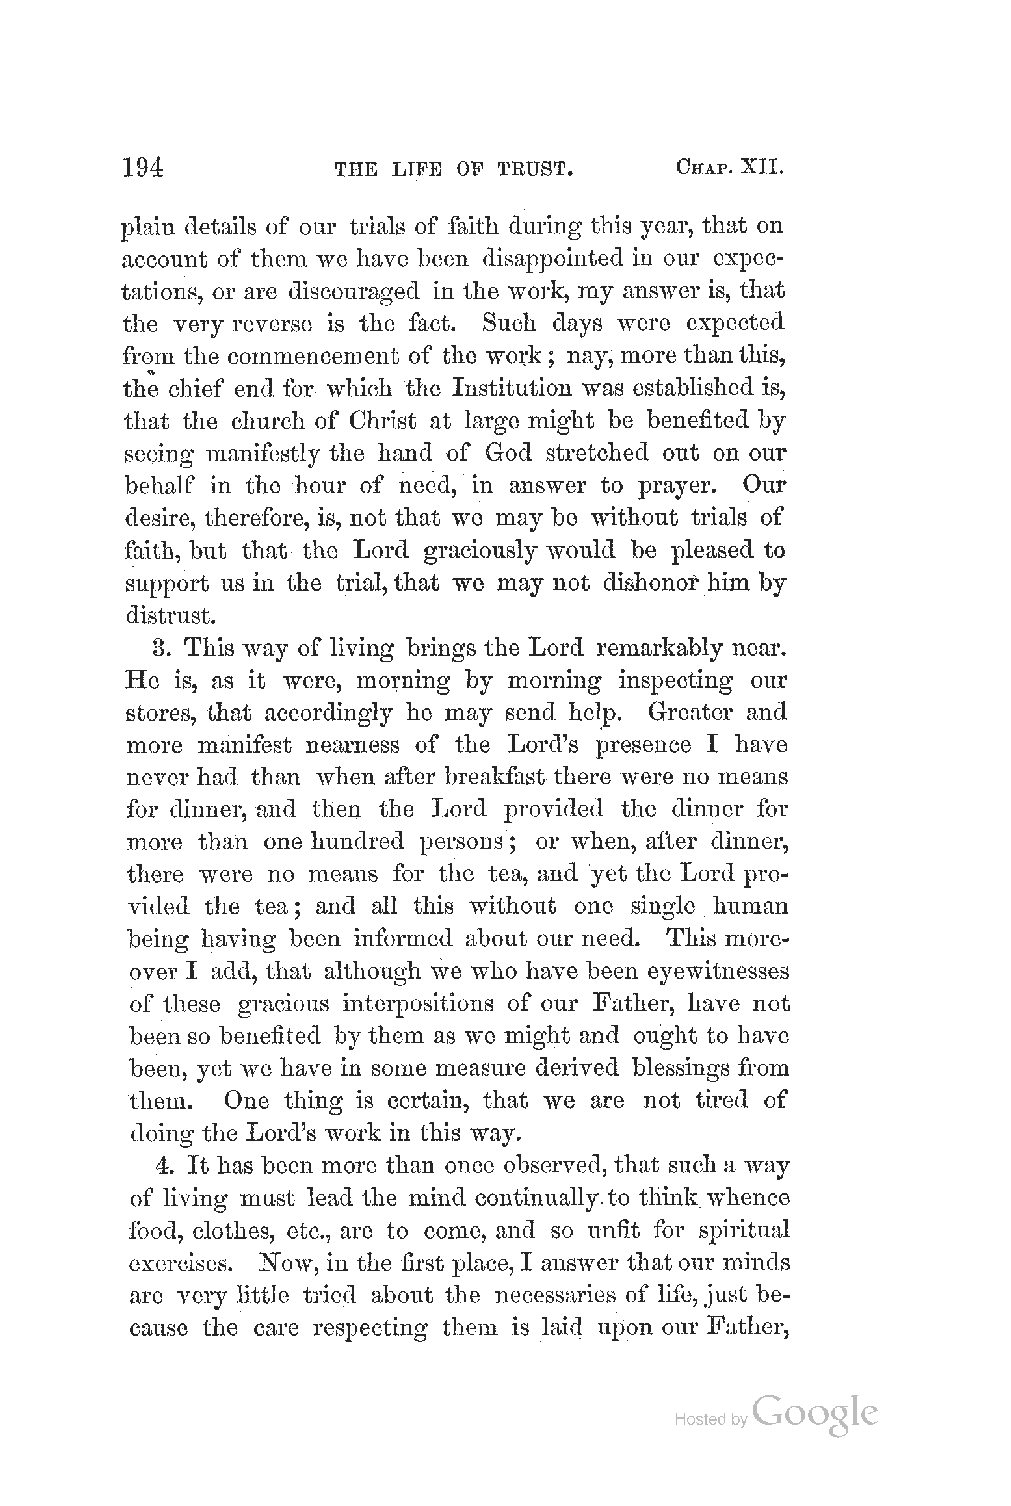 194 THE LIFE OF TRUST. CHAP. XII.
plain details of our trials of faith during this year, that on
account of them we have been disappointed in our expec-
tations, or are discouraged in the work, my answer is, that
the very reverse is the fact. Such days were expected
from the commencement of the work; nay, more than this,
the chief end for which the Institution was established is,
that the church of Christ at large might be benefited by
seeing manifestly the hand of God stretched out on our
behalf in the hour of need, in answer to prayer. Our
desire, therefore, is, not that we may be without trials of
faith, but that the Lord graciously would be pleased to
support us in the trial, that we may not dishonor him by
distrust.
3. This way of living brings the Lord remarkably near.
He is, as it were, morning by morning inspecting our
stores, that accordingly he may send help. Greater and
more manifest nearness of the Lord's presence I have
never had than when after breakfast there were no means
for dinner, and then the Lord provided the dinner for
more than one hundred persons; or when, after dinner,
there were no means for the tea, and yet the Lord pro-
vided the tea; and all this without one single human
being having been informed about our need. This more-
over I add, that although we who have been eyewitnesses
of these gracious interpositions of our Father, have not
been so benefited by them as we might and ought to have
been, yet we have in some measure derived blessings from
them. One thing is certain, that we are not tired of
doing the Lord's work in this way.
4. It has been more than once observed, that such a way
of living must lead the mind continually to think whence
food, clothes, etc., are to come, and so unfit for spiritual
exercises. Now, in the first place, I answer that our minds
are very little tried about the necessaries of life, just be-
cause the care respecting them is laid upon our Father,
Hosted by Google